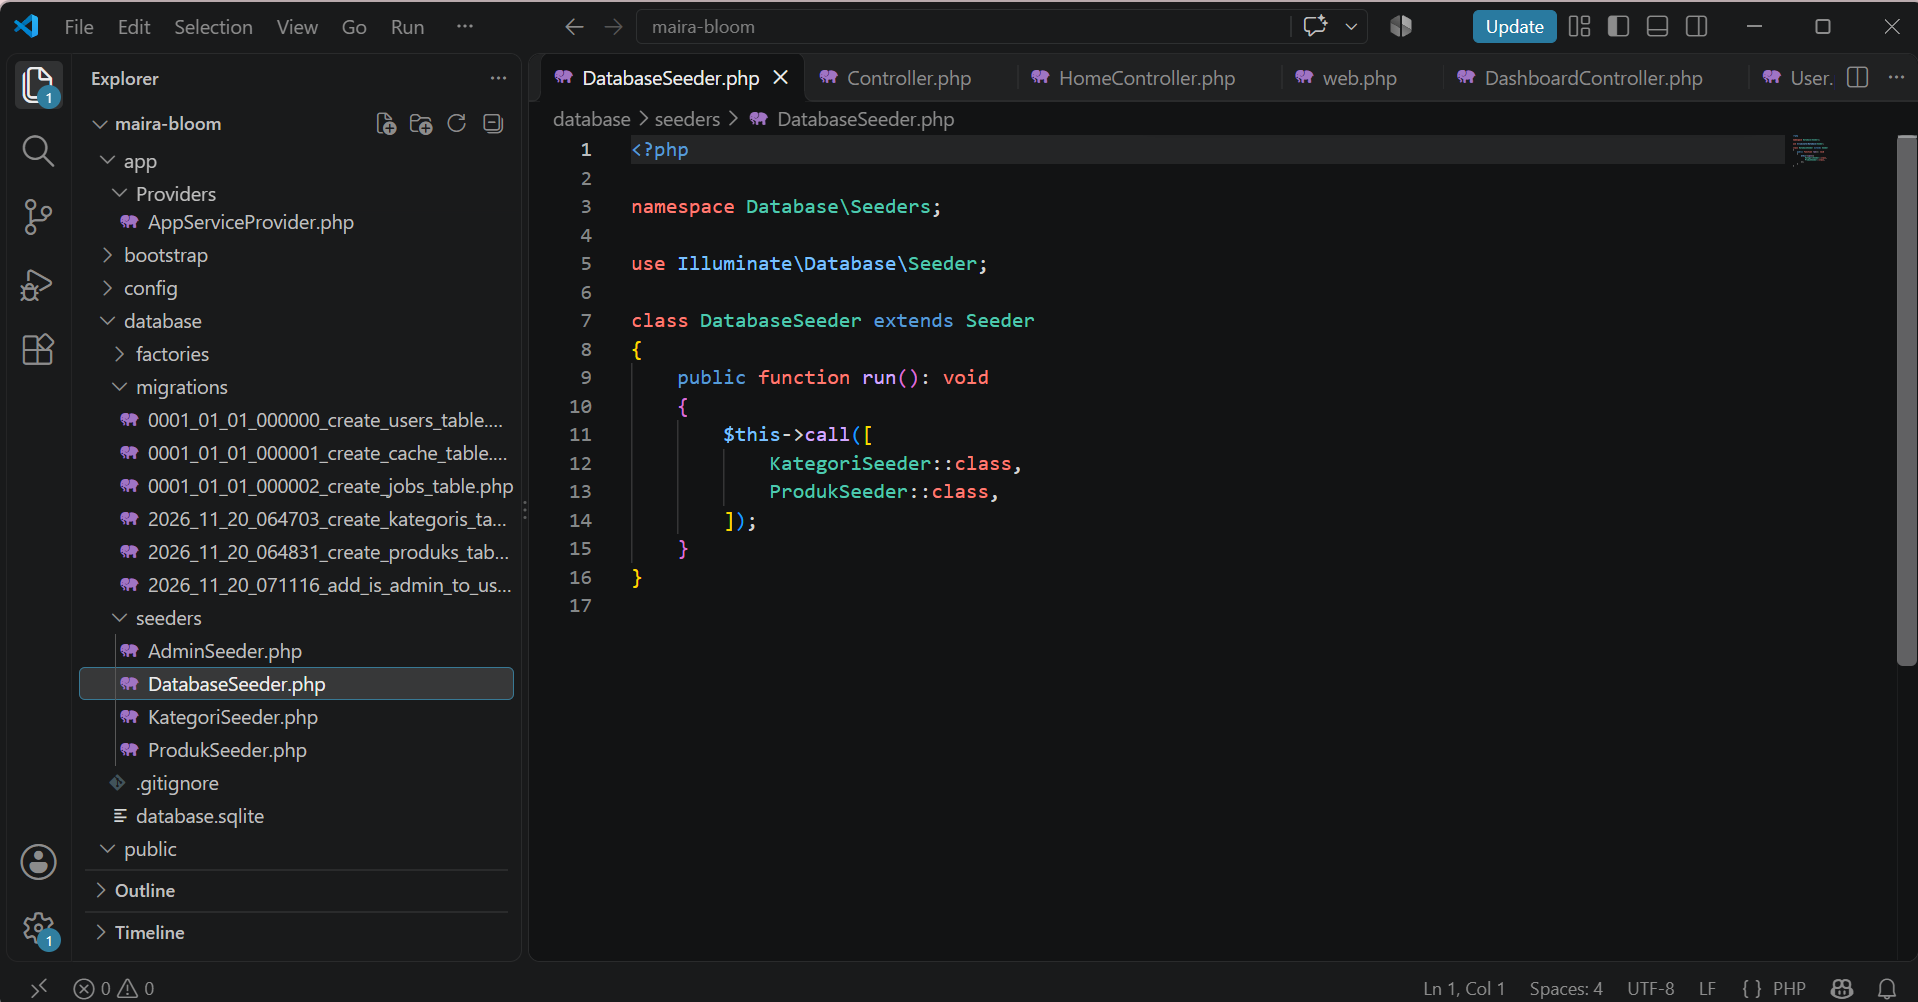 File Edit Selection View Go Run ···
maira-bloom
Update
Explorer
maira-bloom
app
Providers
AppServiceProvider.php
bootstrap
config
database
factories
migrations
0001_01_01_000000_create_users_table....
0001_01_01_000001_create_cache_table....
0001_01_01_000002_create_jobs_table.php
2026_11_20_064703_create_kategoris_ta...
2026_11_20_064831_create_produks_tab...
2026_11_20_071116_add_is_admin_to_us...
seeders
AdminSeeder.php
DatabaseSeeder.php
KategoriSeeder.php
ProdukSeeder.php
.gitignore
database.sqlite
public
Outline
Timeline
1
1
DatabaseSeeder.php Controller.php HomeController.php web.php DashboardController.php User.
database > seeders > DatabaseSeeder.php
1 <?php
2
3 namespace Database\Seeders;
4
5 use Illuminate\Database\Seeder;
6
7 class DatabaseSeeder extends Seeder
8 {
9 public function run(): void
10 {
11 $this->call([
12 KategoriSeeder::class,
13 ProdukSeeder::class,
14 ]);
15 }
16 }
17
0 0
Ln 1, Col 1 Spaces: 4 UTF-8 LF { } PHP